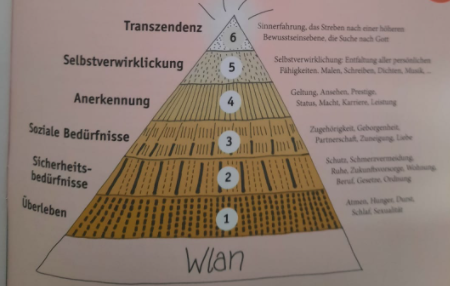 Transzendenz
6
Sinnerfahrung, das Streben nach einer höheren
Bewusstseinsebene, die Suche nach Gott
Selbstverwirklickung
5
Selbstverwirklichung: Entfaltung aller persönlichen
Fähigkeiten. Malen, Schreiben, Dichten, Musik, ...
Anerkennung
4
Geltung, Ansehen, Prestige,
Status, Macht, Karriere, Leistung
Soziale Bedürfnisse
3
Zugehörigkeit, Geborgenheit,
Partnerschaft, Zuneigung, Liebe
Sicherheits-
bedürfnisse
2
Schutz, Schmerzvermeidung,
Ruhe, Zukunftsvorsorge, Wohnung,
Beruf, Gesetze, Ordnung
Überleben
1
Atmen, Hunger, Durst,
Schlaf, Sexualität
Wlan